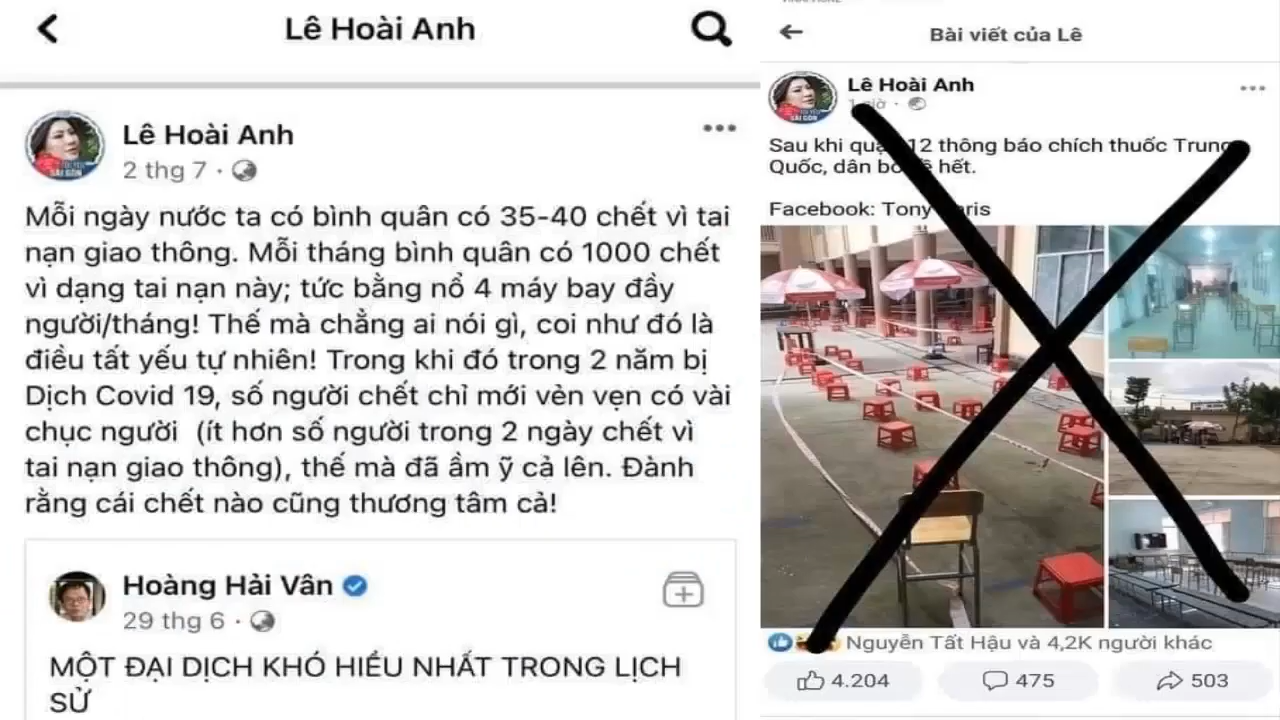 Lê Hoài Anh
Lê Hoài Anh
2 thg 7 ·
Mỗi ngày nước ta có bình quân có 35-40 chết vì tai
nạn giao thông. Mỗi tháng bình quân có 1000 chết
vì dạng tai nạn này; tức bằng nổ 4 máy bay đầy
người/tháng! Thế mà chẳng ai nói gì, coi như đó là
điều tất yếu tự nhiên! Trong khi đó trong 2 năm bị
Dịch Covid 19, số người chết chỉ mới vẻn vẹn có vài
chục người (ít hơn số người trong 2 ngày chết vì
tai nạn giao thông), thế mà đã ầm ỹ cả lên. Đành
rằng cái chết nào cũng thương tâm cả!
Hoàng Hải Vân
29 thg 6 ·
MỘT ĐẠI DỊCH KHÓ HIỂU NHẤT TRONG LỊCH
SỬ
Bài viết của Lê
Lê Hoài Anh
1 giờ ·
Sau khi 12 thông báo chích thuốc Trung
Quốc, dân hết.
Facebook: Tony
Nguyễn Tất Hậu và 4,2K người khác
4.204
475
503